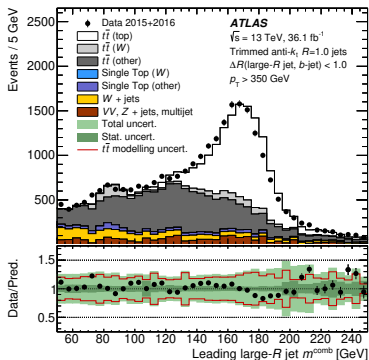 Events / 5 GeV
2500
2000
1500
1000
500
Data 2015+2016
tt̄ (top)
tt̄ (W)
tt̄ (other)
Single Top (W)
Single Top (other)
W + jets
VV, Z + jets, multijet
Total uncert.
Stat. uncert.
tt̄ modelling uncert.
ATLAS
√s = 13 TeV, 36.1 fb⁻¹
Trimmed anti-kₜ R=1.0 jets
ΔR(large-R jet, b-jet) < 1.0
p_T > 350 GeV
Data/Pred.
1.5
1
0.5
60 80 100 120 140 160 180 200 220 240
Leading large-R jet m^comb [GeV]